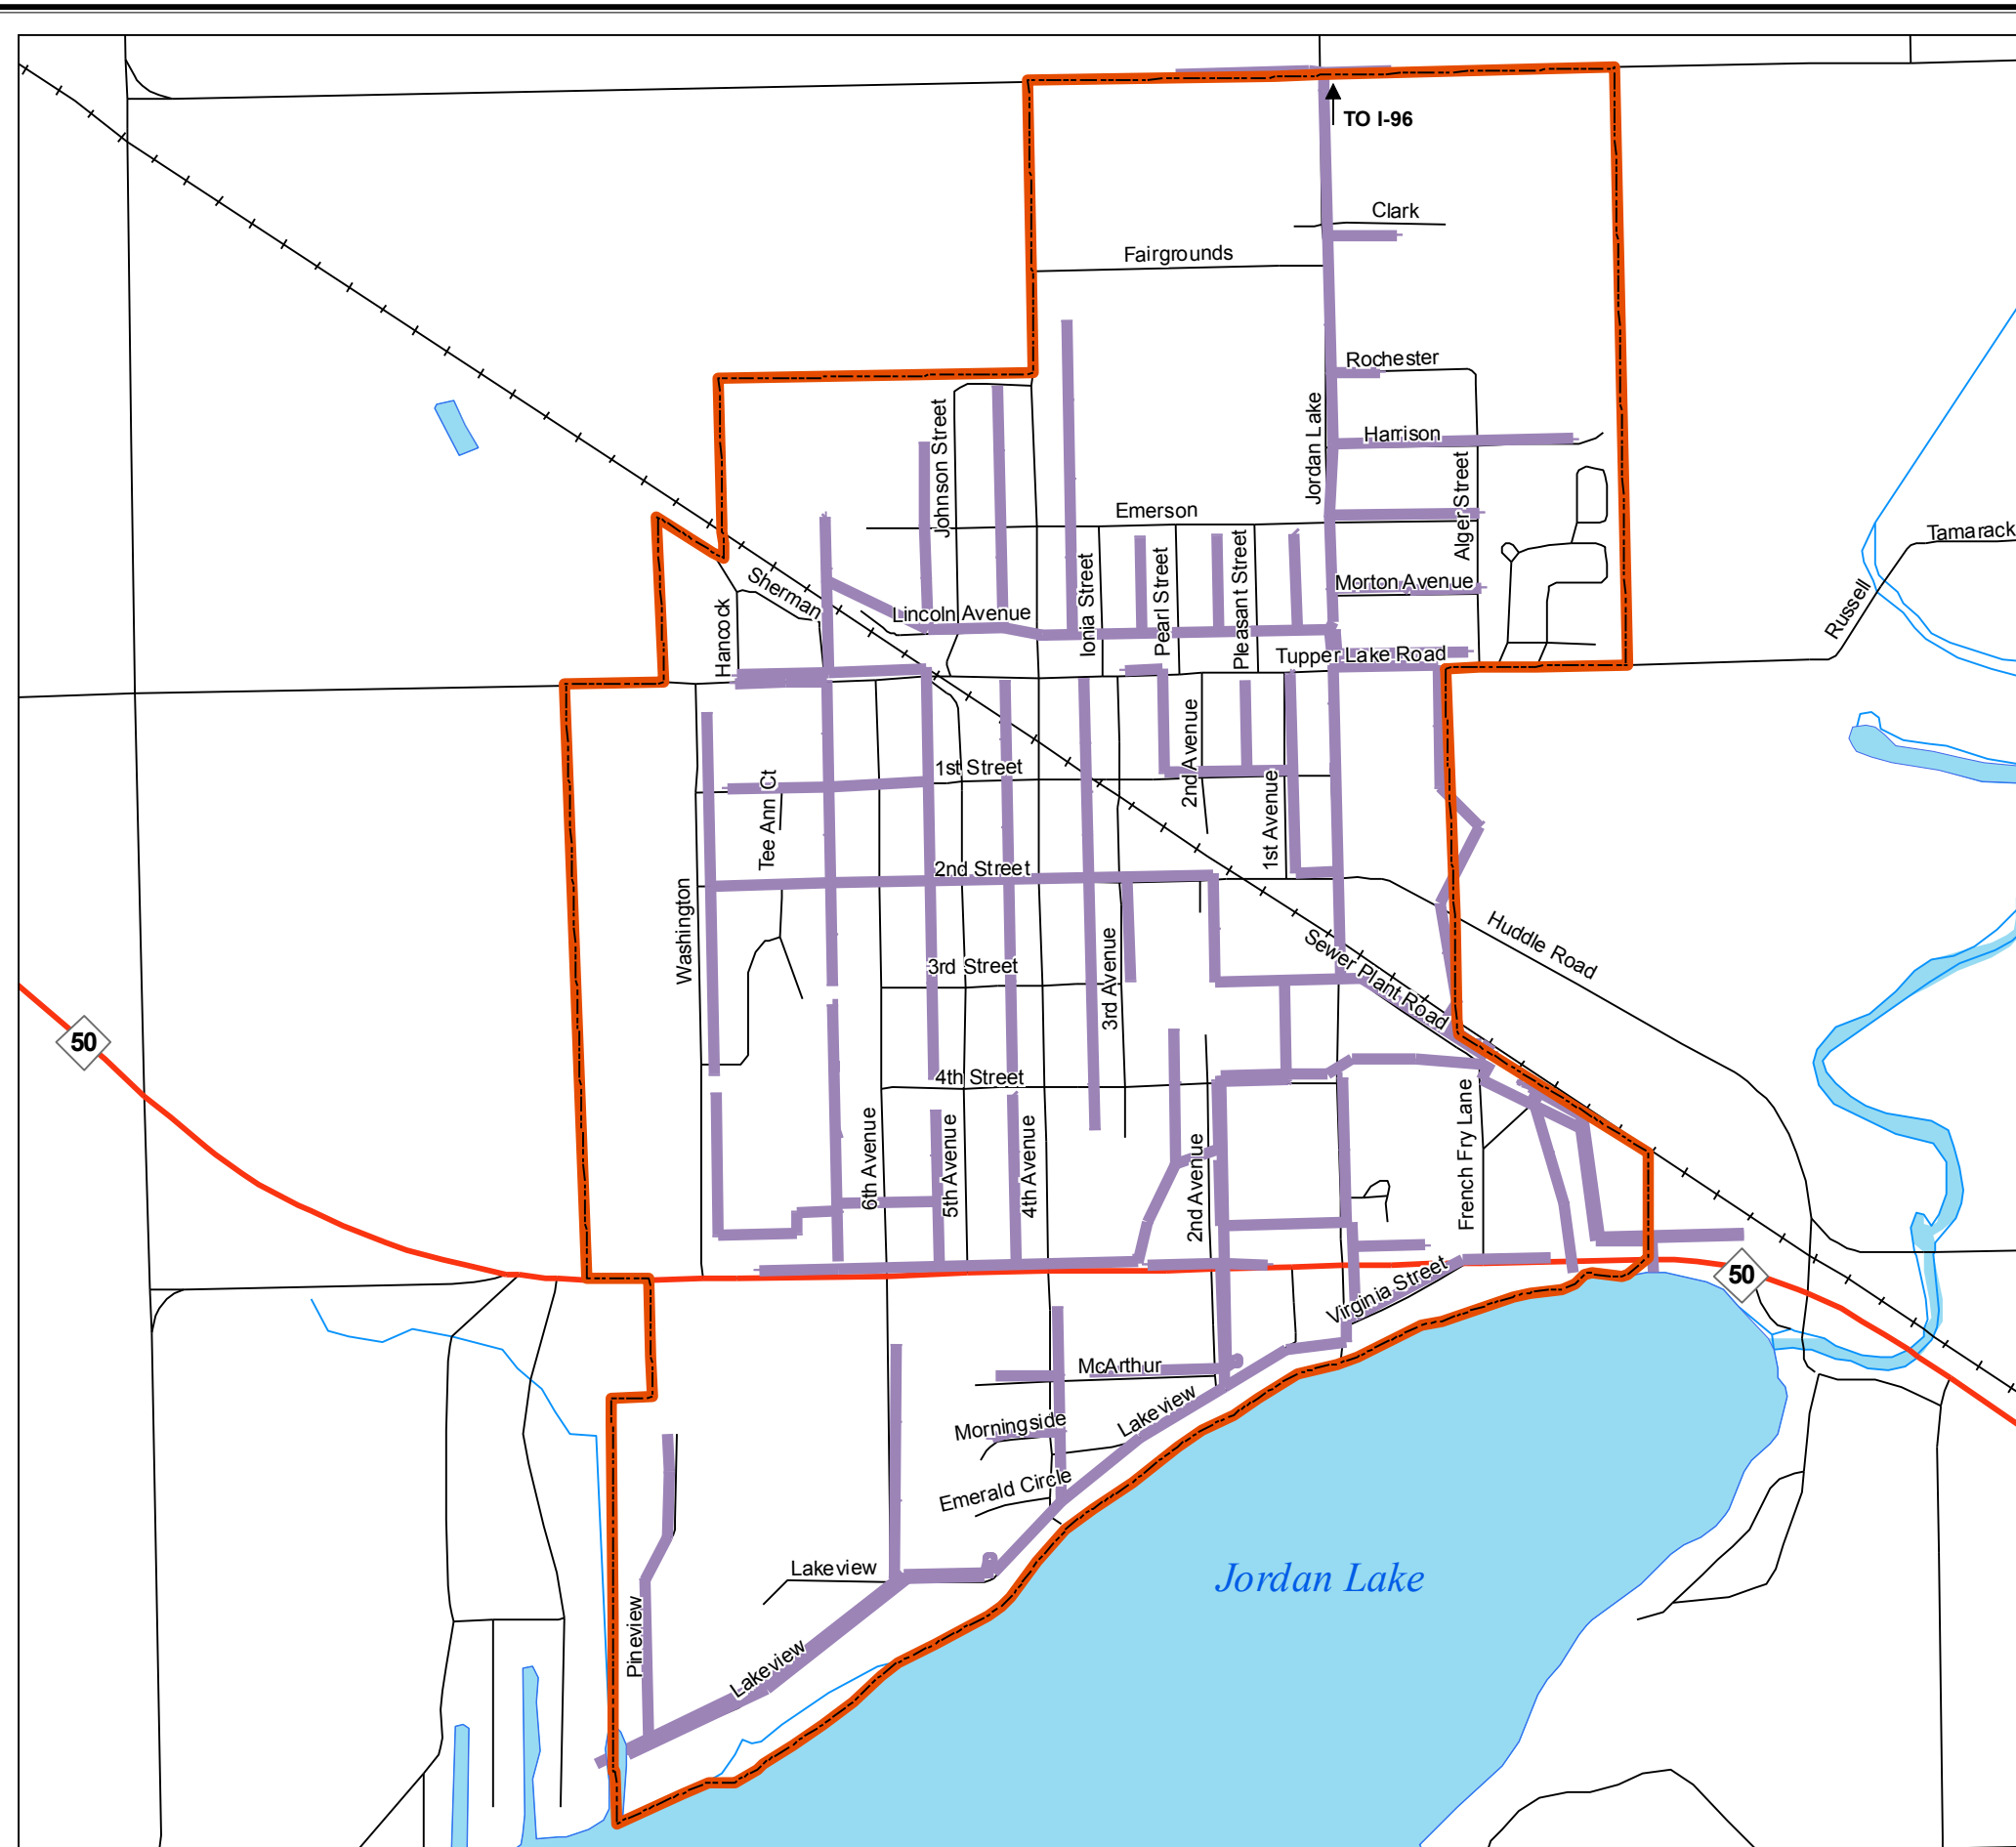 TO I-96
Clark
Fairgrounds
Rochester
Jordan Lake
Harrison
Johnson Street
Alger Street
Emerson
Tamarack
Pleasant Street
Pearl Street
Ionia Street
Morton Avenue
Sherman
Russell
Hancock
Lincoln Avenue
Tupper Lake Road
2nd Avenue
1st Street
Tee Ann Ct
1st Avenue
2nd Street
Washington
Huddle Road
3rd Street
3rd Avenue
Sewer Plant Road
50
4th Street
French Fry Lane
6th Avenue
5th Avenue
4th Avenue
2nd Avenue
50
Virginia Street
McArthur
Lakeview
Morningside
Emerald Circle
Lakeview
Jordan Lake
Pineview
Lakeview